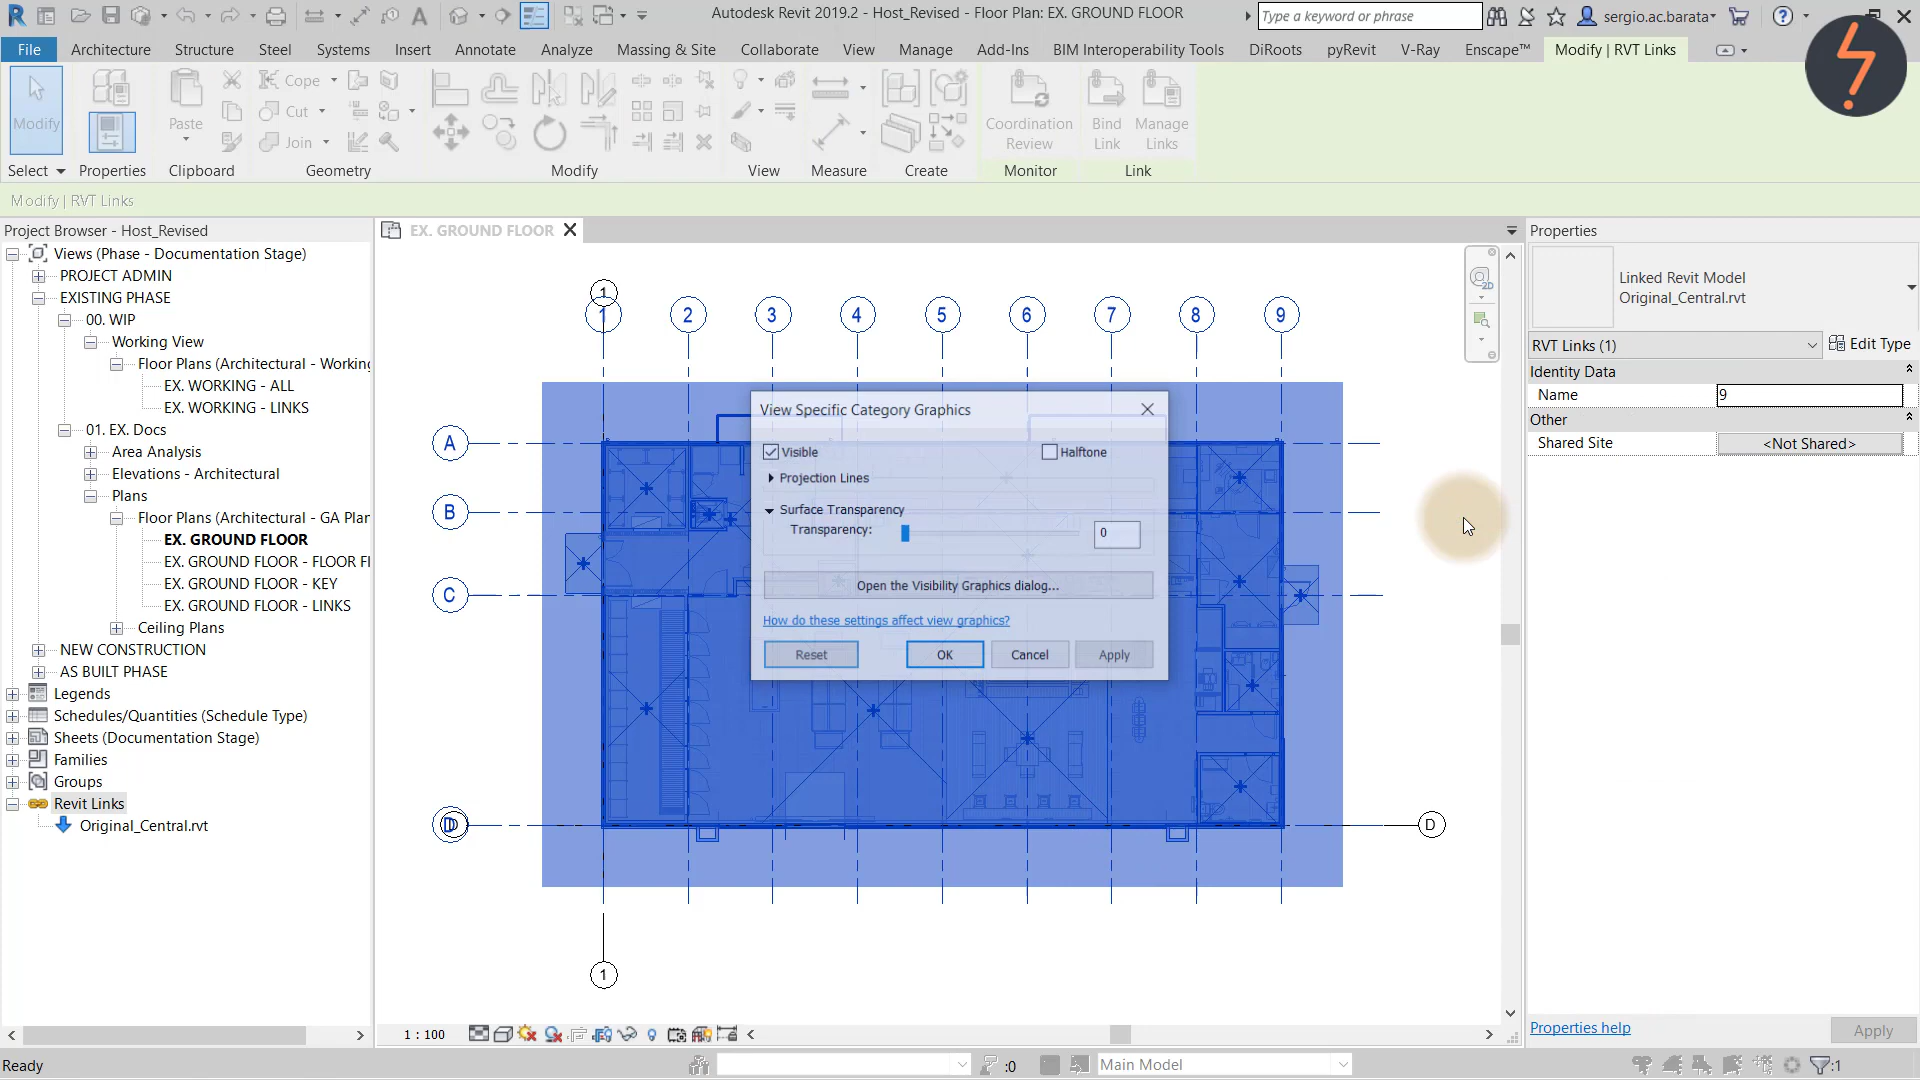 Autodesk Revit 2019.2 - Host_Revised - Floor Plan: EX. GROUND FLOOR
Type a keyword or phrase
sergio.ac.barata
File
Architecture
Structure
Steel
Systems
Insert
Annotate
Analyze
Massing & Site
Collaborate
View
Manage
Add-Ins
BIM Interoperability Tools
DiRoots
pyRevit
V-Ray
Enscape™
Modify | RVT Links
Modify
Paste
Cope
Cut
Join
Coordination
Review
Bind
Link
Manage
Links
Select
Properties
Clipboard
Geometry
Modify
View
Measure
Create
Monitor
Link
Modify | RVT Links
Project Browser - Host_Revised
Views (Phase - Documentation Stage)
PROJECT ADMIN
EXISTING PHASE
00. WIP
Working View
Floor Plans (Architectural - Working
EX. WORKING - ALL
EX. WORKING - LINKS
01. EX. Docs
Area Analysis
Elevations - Architectural
Plans
Floor Plans (Architectural - GA Plan
EX. GROUND FLOOR
EX. GROUND FLOOR - FLOOR FI
EX. GROUND FLOOR - KEY
EX. GROUND FLOOR - LINKS
Ceiling Plans
NEW CONSTRUCTION
AS BUILT PHASE
Legends
Schedules/Quantities (Schedule Type)
Sheets (Documentation Stage)
Families
Groups
Revit Links
Original_Central.rvt
EX. GROUND FLOOR
1
1 2 3 4 5 6 7 8 9
A
B
C
D
D
1
2D
View Specific Category Graphics
Visible
Halftone
Projection Lines
Surface Transparency
Transparency:
0
Open the Visibility Graphics dialog...
How do these settings affect view graphics?
Reset
OK
Cancel
Apply
Properties
Linked Revit Model
Original_Central.rvt
RVT Links (1)
Edit Type
Identity Data
Name
9
Other
Shared Site
<Not Shared>
Properties help
Apply
1 : 100
Ready
:0
Main Model
:1